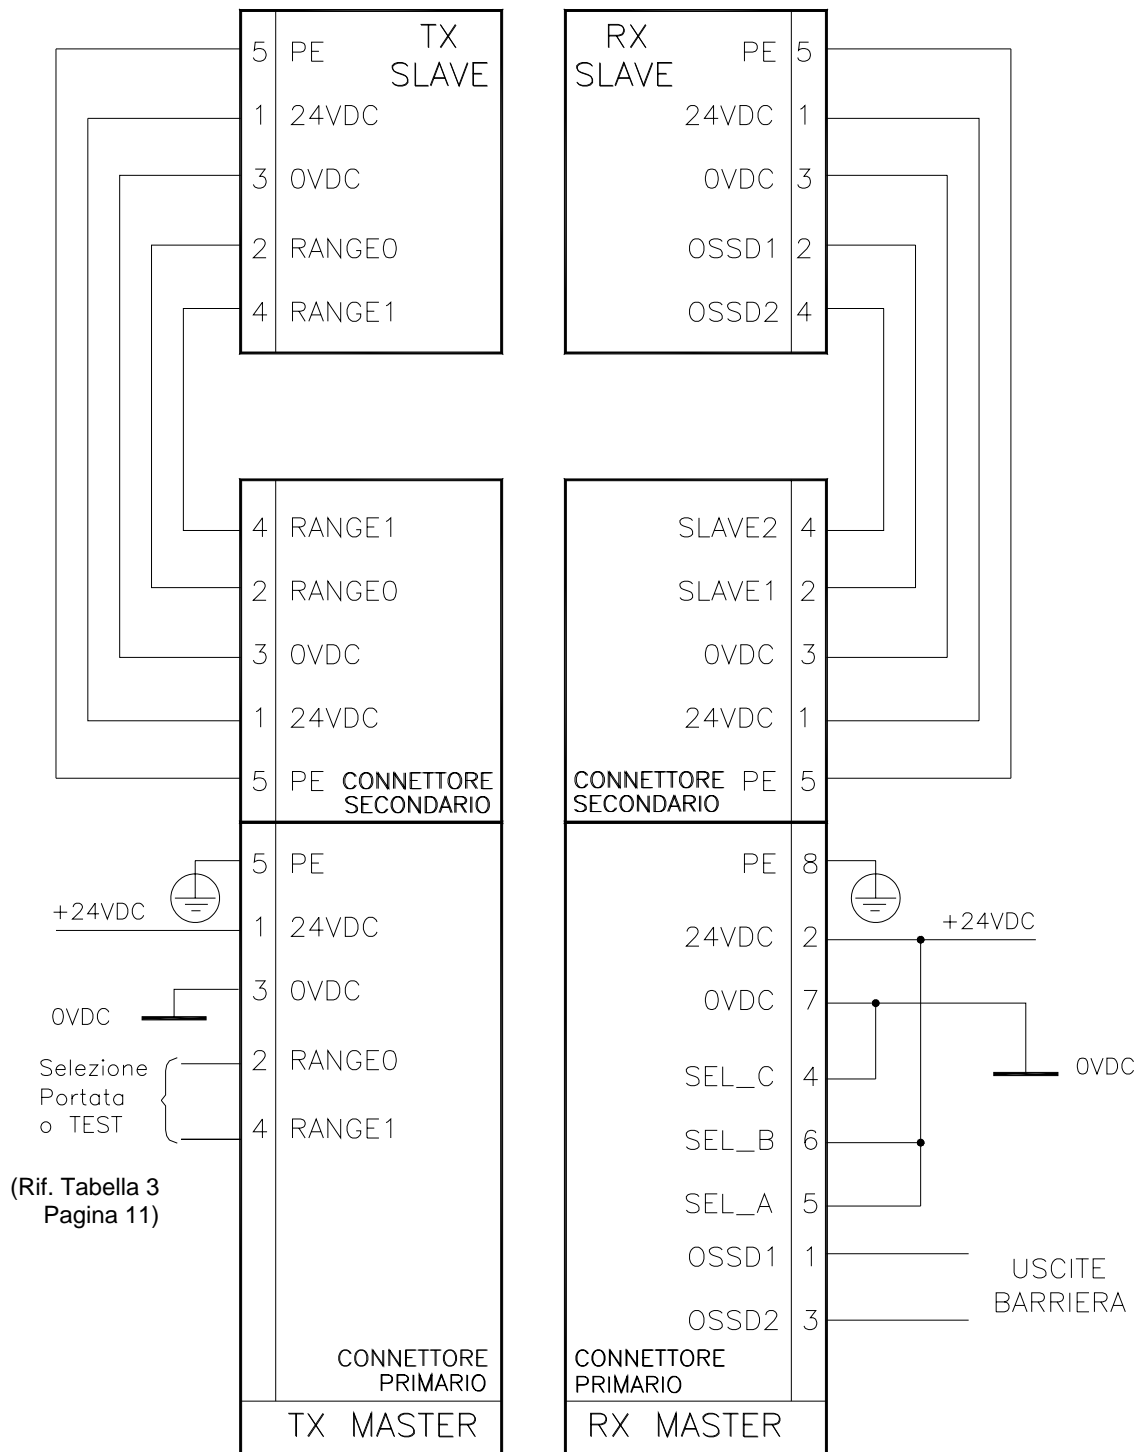 TX
SLAVE
5 PE
1 24VDC
3 0VDC
2 RANGE0
4 RANGE1
RX
SLAVE
PE 5
24VDC 1
0VDC 3
OSSD1 2
OSSD2 4
4 RANGE1
2 RANGE0
3 0VDC
1 24VDC
5 PE
CONNETTORE
SECONDARIO
SLAVE2 4
SLAVE1 2
0VDC 3
24VDC 1
PE 5
CONNETTORE
SECONDARIO
5 PE
+24VDC
1 24VDC
3 0VDC
0VDC
2 RANGE0
4 RANGE1
Selezione
Portata
o TEST
(Rif. Tabella 3
Pagina 11)
CONNETTORE
PRIMARIO
TX MASTER
PE 8
24VDC 2
+24VDC
0VDC 7
0VDC
SEL_C 4
SEL_B 6
SEL_A 5
OSSD1 1
OSSD2 3
USCITE
BARRIERA
CONNETTORE
PRIMARIO
RX MASTER